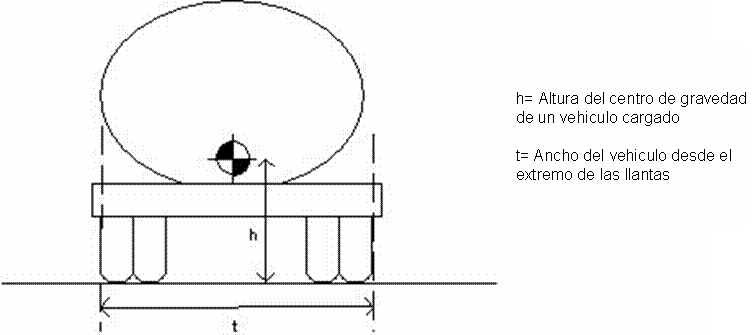 h= Altura del centro de gravedad
de un vehiculo cargado
t= Ancho del vehiculo desde el
extremo de las llantas
h
t